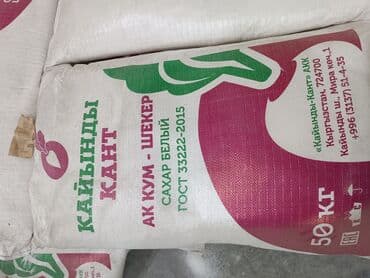 КАЙЫНДЫ
КАНТ
АК КУМ - ШЕКЕР
САХАР БЕЛЫЙ
ГОСТ 33222-2015
«Кайынды-Кант» АКК
Кыргызстан, 724700
Кайынды ш., Мира көч.,1
+996 (3137) 51-4-35
50 КГ